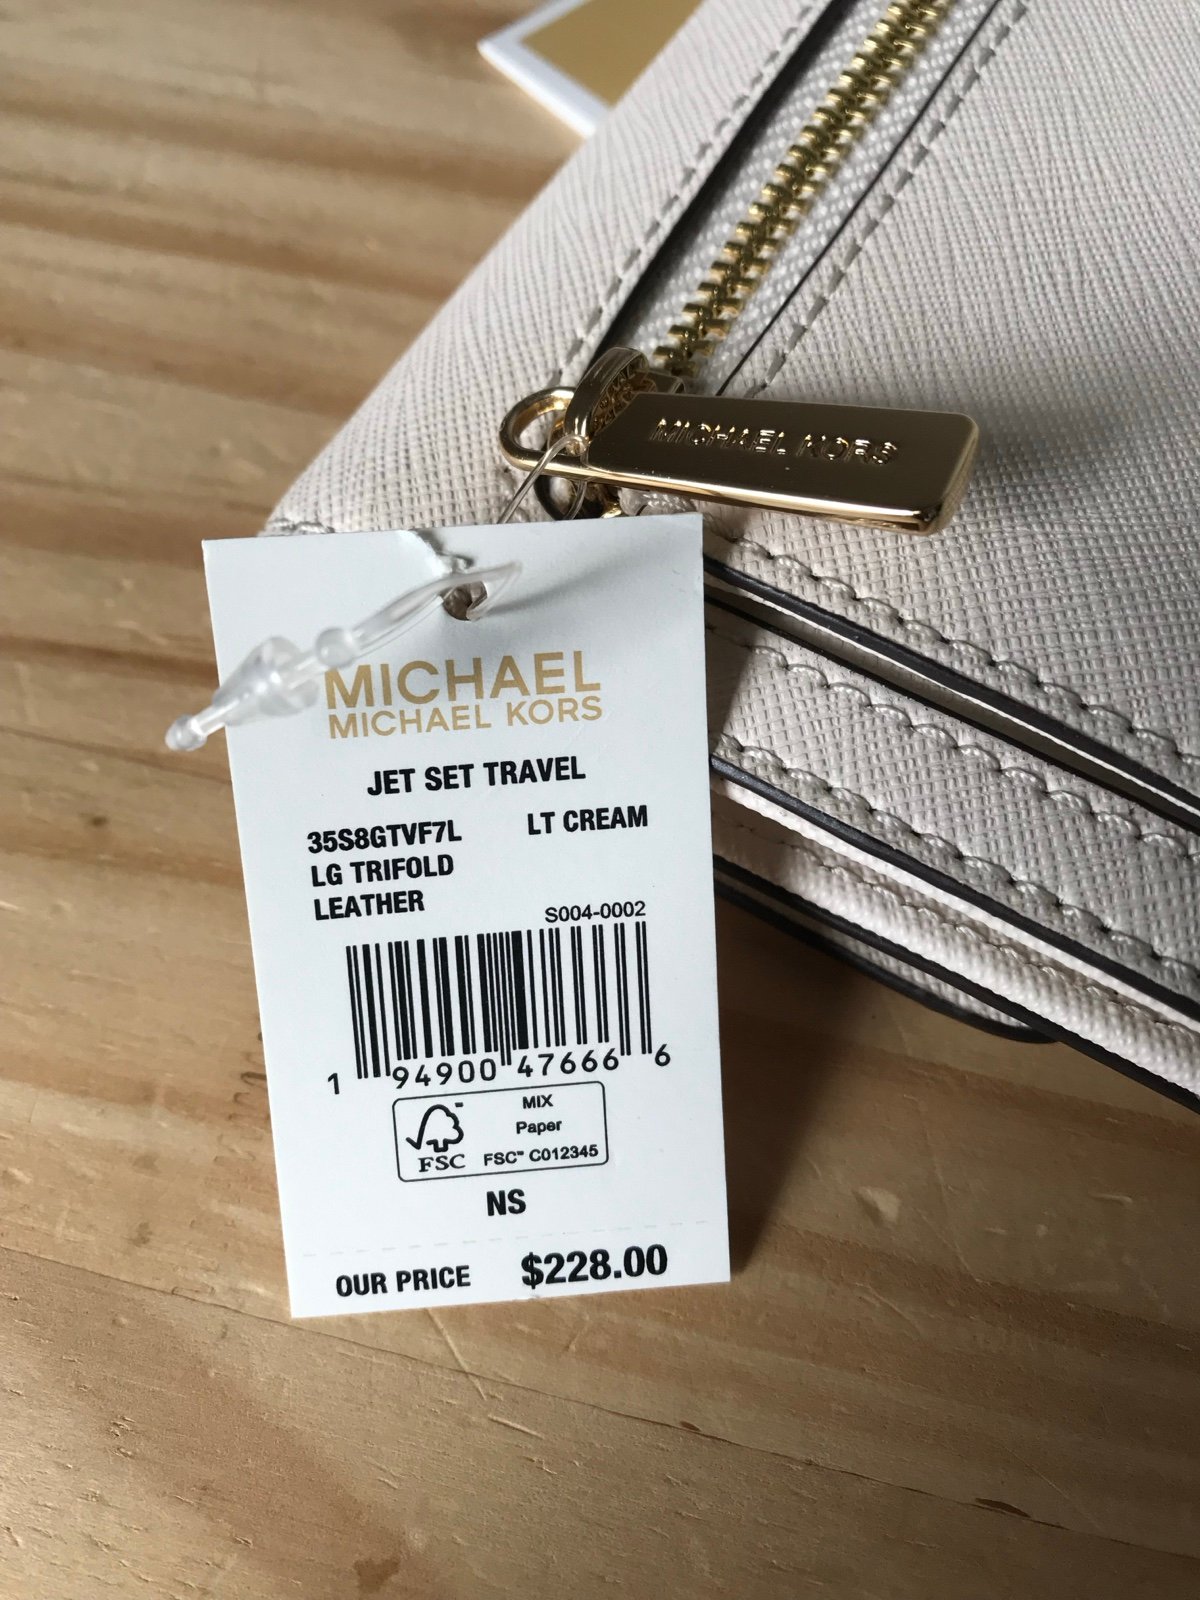 MICHAEL KORS
MICHAEL
MICHAEL KORS
JET SET TRAVEL
35S8GTVF7L LT CREAM
LG TRIFOLD
LEATHER
S004-0002
1 94900 47666 6
FSC
MIX
Paper
FSC™ C012345
NS
OUR PRICE $228.00